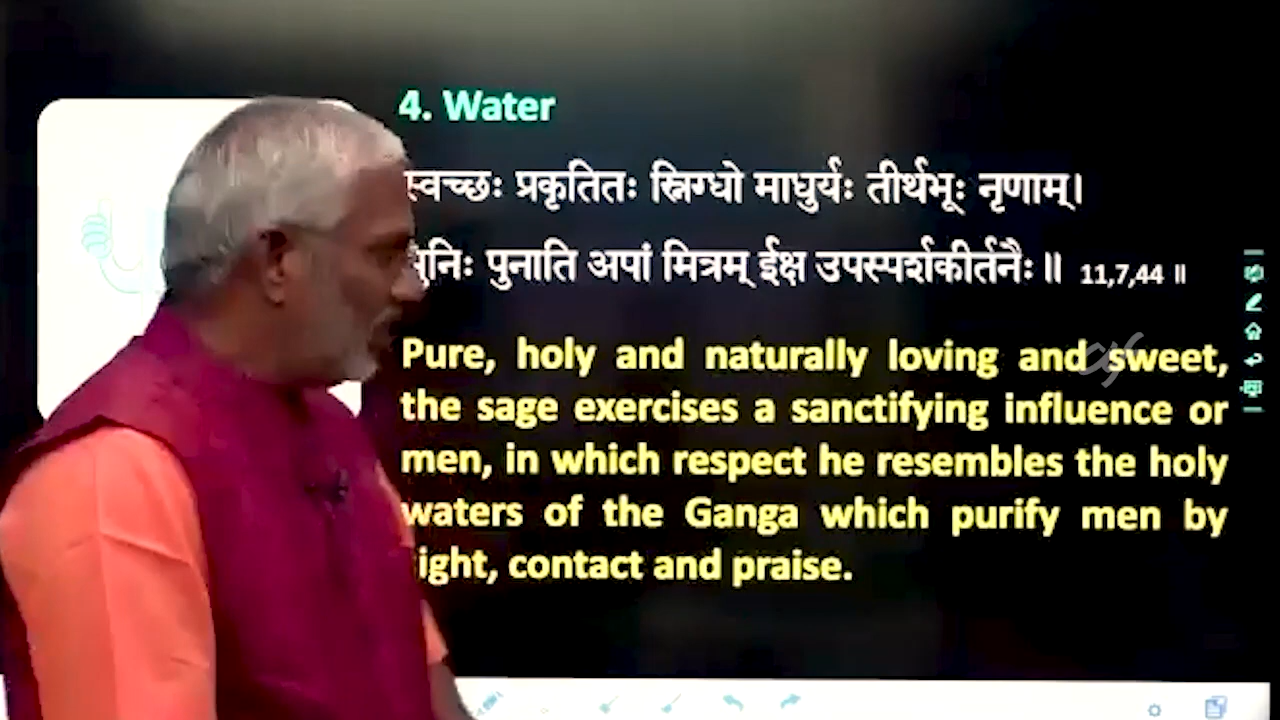 4. Water
स्वच्छः प्रकृतितः स्निग्धो माधुर्यः तीर्थभूः नृणाम्।
पुनाति अपां मित्रम् ईक्ष उपस्पर्शकीर्तनैः॥ 11,7,44 ॥
Pure, holy and naturally loving and sweet,
the sage exercises a sanctifying influence or
men, in which respect he resembles the holy
waters of the Ganga which purify men by
contact and praise.